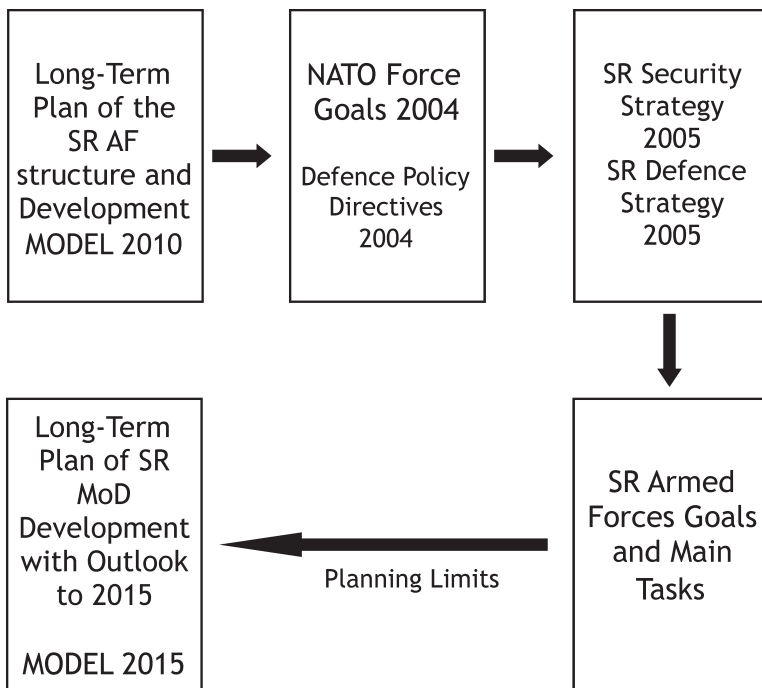 Long-Term
Plan of the
SR AF
structure and
Development
MODEL 2010
NATO Force
Goals 2004
Defence Policy
Directives
2004
SR Security
Strategy
2005
SR Defence
Strategy
2005
SR Armed
Forces Goals
and Main
Tasks
Planning Limits
Long-Term
Plan of SR
MoD
Development
with Outlook
to 2015
MODEL 2015